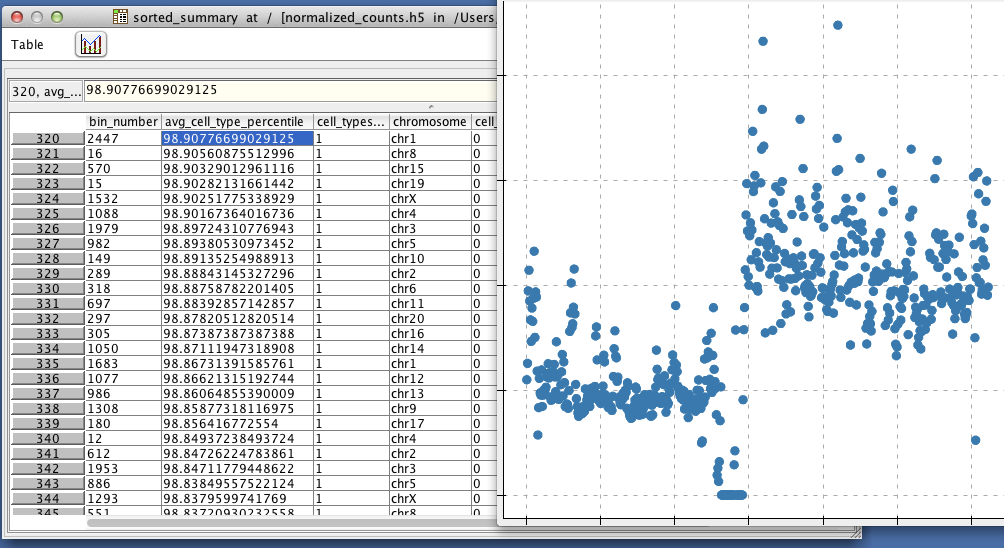 sorted_summary at / [normalized_counts.h5 in /Users_
Table
320, avg_... 98.90776699029125
bin_number avg_cell_type_percentile cell_types... chromosome cell_
320 2447 98.90776699029125 1 chr1 0
321 16 98.90560875512996 1 chr8 0
322 570 98.90329012961116 1 chr15 0
323 15 98.90282131661442 1 chr19 0
324 1532 98.90251775338929 1 chrX 0
325 1088 98.90167364016736 1 chr4 0
326 1979 98.89724310776943 1 chr3 0
327 982 98.89380530973452 1 chr5 0
328 149 98.89135254988913 1 chr10 0
329 289 98.88843145327296 1 chr2 0
330 318 98.88758782201405 1 chr6 0
331 697 98.88392857142857 1 chr11 0
332 297 98.87820512820514 1 chr20 0
333 305 98.87387387387388 1 chr16 0
334 1050 98.87111947318908 1 chr14 0
335 1683 98.86731391585761 1 chr1 0
336 1077 98.86621315192744 1 chr12 0
337 986 98.86064855390009 1 chr13 0
338 1308 98.85877318116975 1 chr9 0
339 180 98.856416772554 1 chr17 0
340 12 98.84937238493724 1 chr4 0
341 612 98.84726224783861 1 chr2 0
342 1953 98.84711779448622 1 chr3 0
343 886 98.83849557522124 1 chr5 0
344 1293 98.8379599741769 1 chrX 0
345 551 98.83720930232558 1 chr8 0